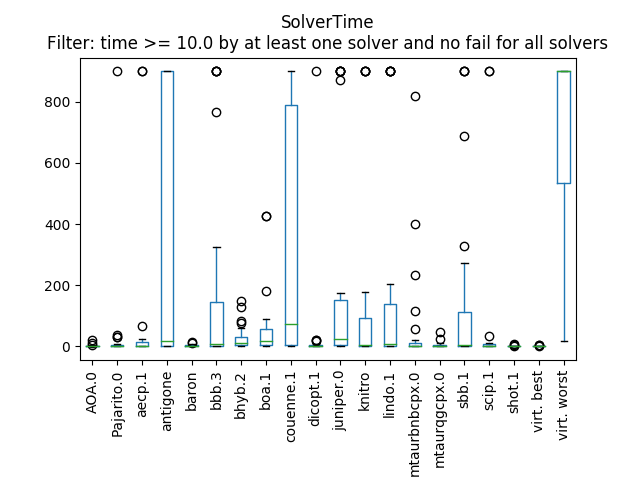 SolverTime
Filter: time >= 10.0 by at least one solver and no fail for all solvers
800
600
400
200
0
AOA.0
Pajarito.0
aecp.1
antigone
baron
bbb.3
bhyb.2
boa.1
couenne.1
dicopt.1
juniper.0
knitro
lindo.1
mtaurbnbcpx.0
mtaurqgcpx.0
sbb.1
scip.1
shot.1
virt. best
virt. worst